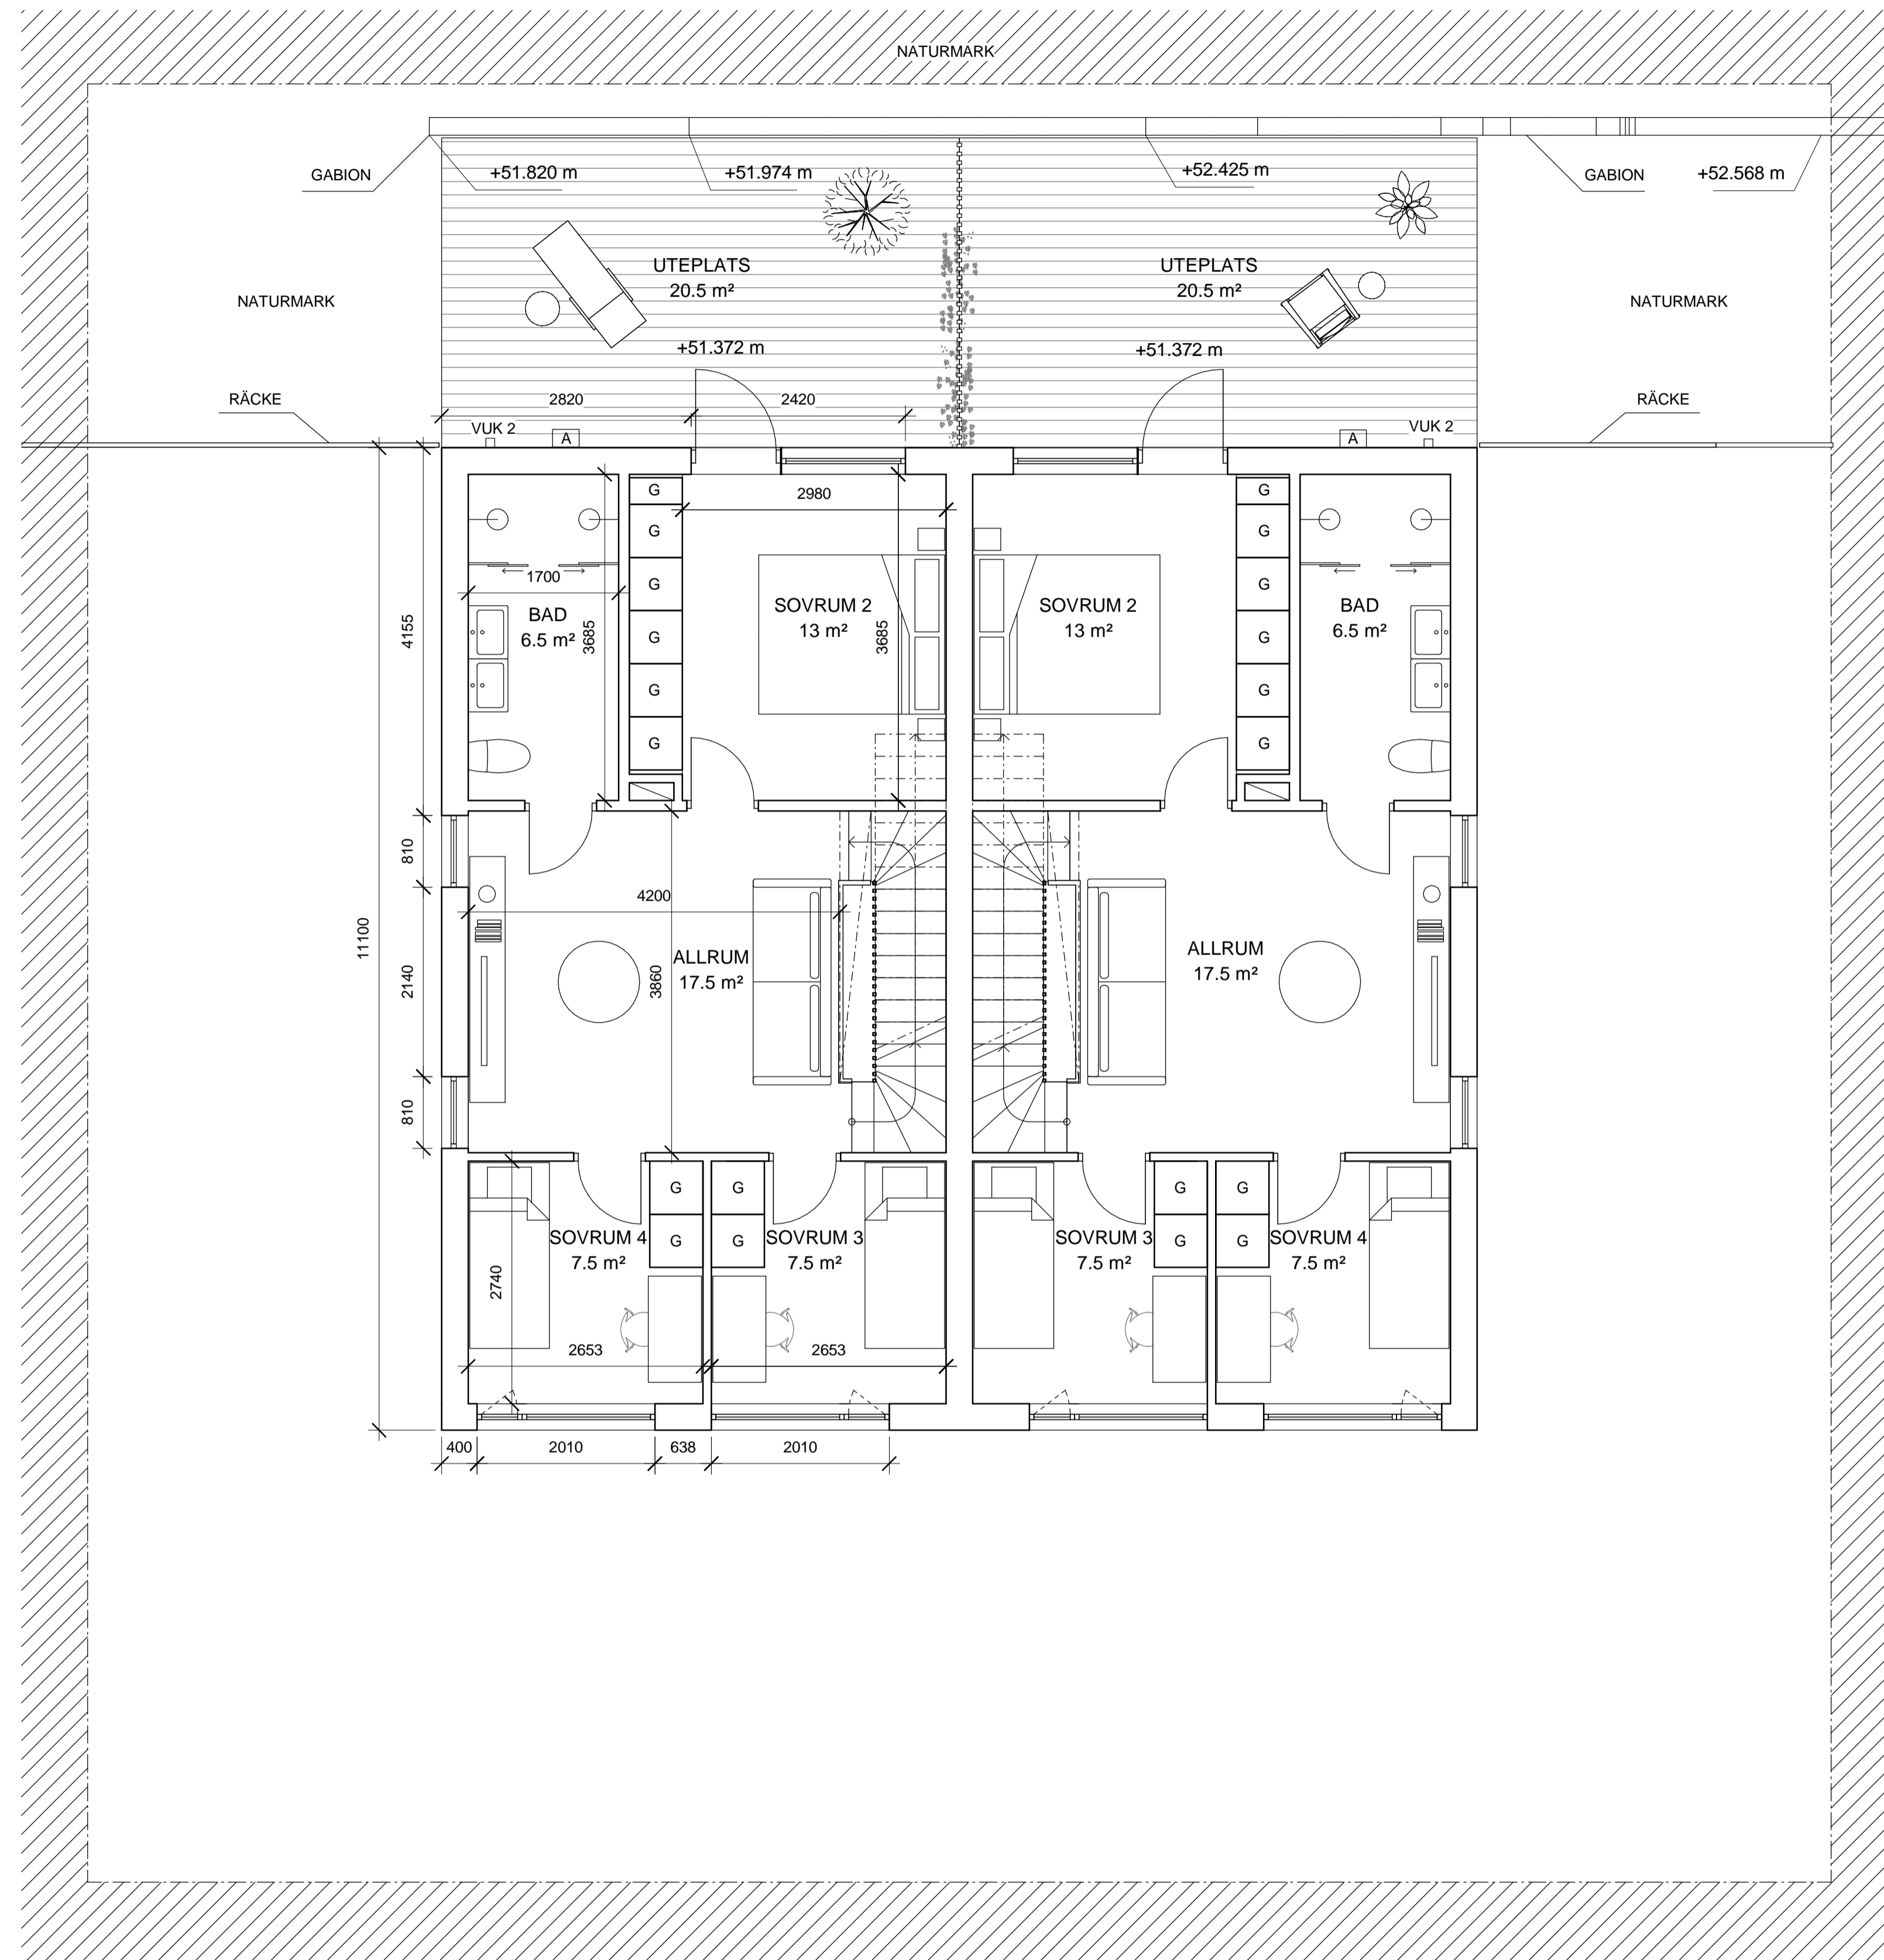 NATURMARK
GABION
+51.820 m
+51.974 m
+52.425 m
GABION
+52.568 m
UTEPLATS
20.5 m²
UTEPLATS
20.5 m²
NATURMARK
NATURMARK
+51.372 m
+51.372 m
RÄCKE
2820
2420
RÄCKE
VUK 2
A
A
VUK 2
G
2980
G
G
G
1700
G
G
BAD
6.5 m²
3685
4155
G
SOVRUM 2
13 m²
3685
SOVRUM 2
13 m²
G
BAD
6.5 m²
G
G
G
G
810
4200
11100
2140
3860
ALLRUM
17.5 m²
ALLRUM
17.5 m²
810
G
G
G
G
SOVRUM 4
7.5 m²
G
G
SOVRUM 3
7.5 m²
SOVRUM 3
7.5 m²
G
G
SOVRUM 4
7.5 m²
2740
2653
2653
400
2010
638
2010